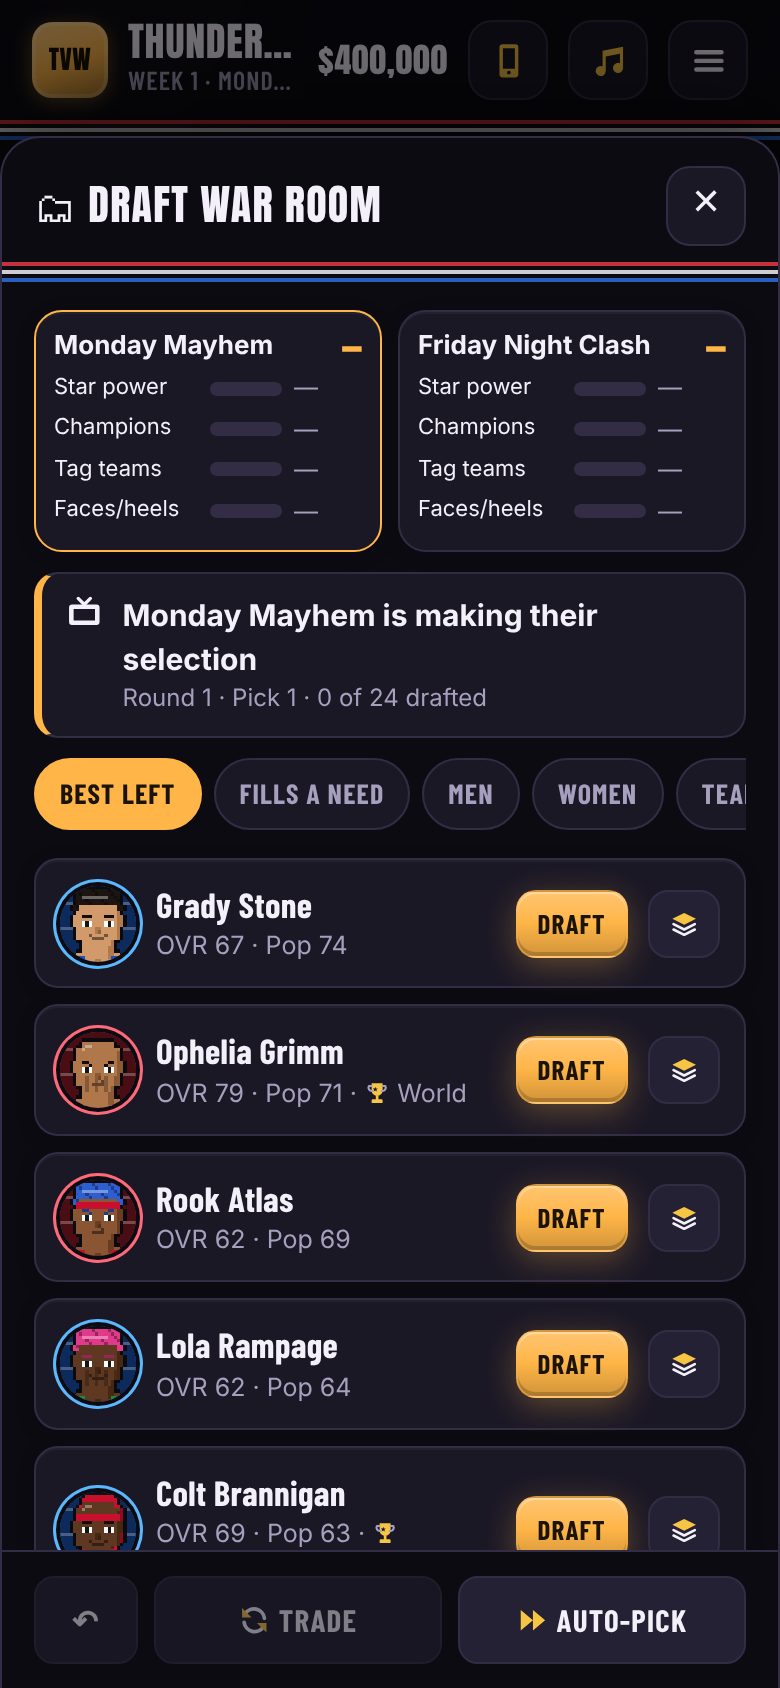 TVW
THUNDER...
WEEK 1 · MOND...
$400,000
DRAFT WAR ROOM
Monday Mayhem –
Star power —
Champions —
Tag teams —
Faces/heels —
Friday Night Clash –
Star power —
Champions —
Tag teams —
Faces/heels —
Monday Mayhem is making their
selection
Round 1 · Pick 1 · 0 of 24 drafted
BEST LEFT
FILLS A NEED
MEN
WOMEN
Grady Stone
OVR 67 · Pop 74
DRAFT
Ophelia Grimm
OVR 79 · Pop 71 · World
DRAFT
Rook Atlas
OVR 62 · Pop 69
DRAFT
Lola Rampage
OVR 62 · Pop 64
DRAFT
Colt Brannigan
OVR 69 · Pop 63 ·
DRAFT
TRADE
AUTO-PICK